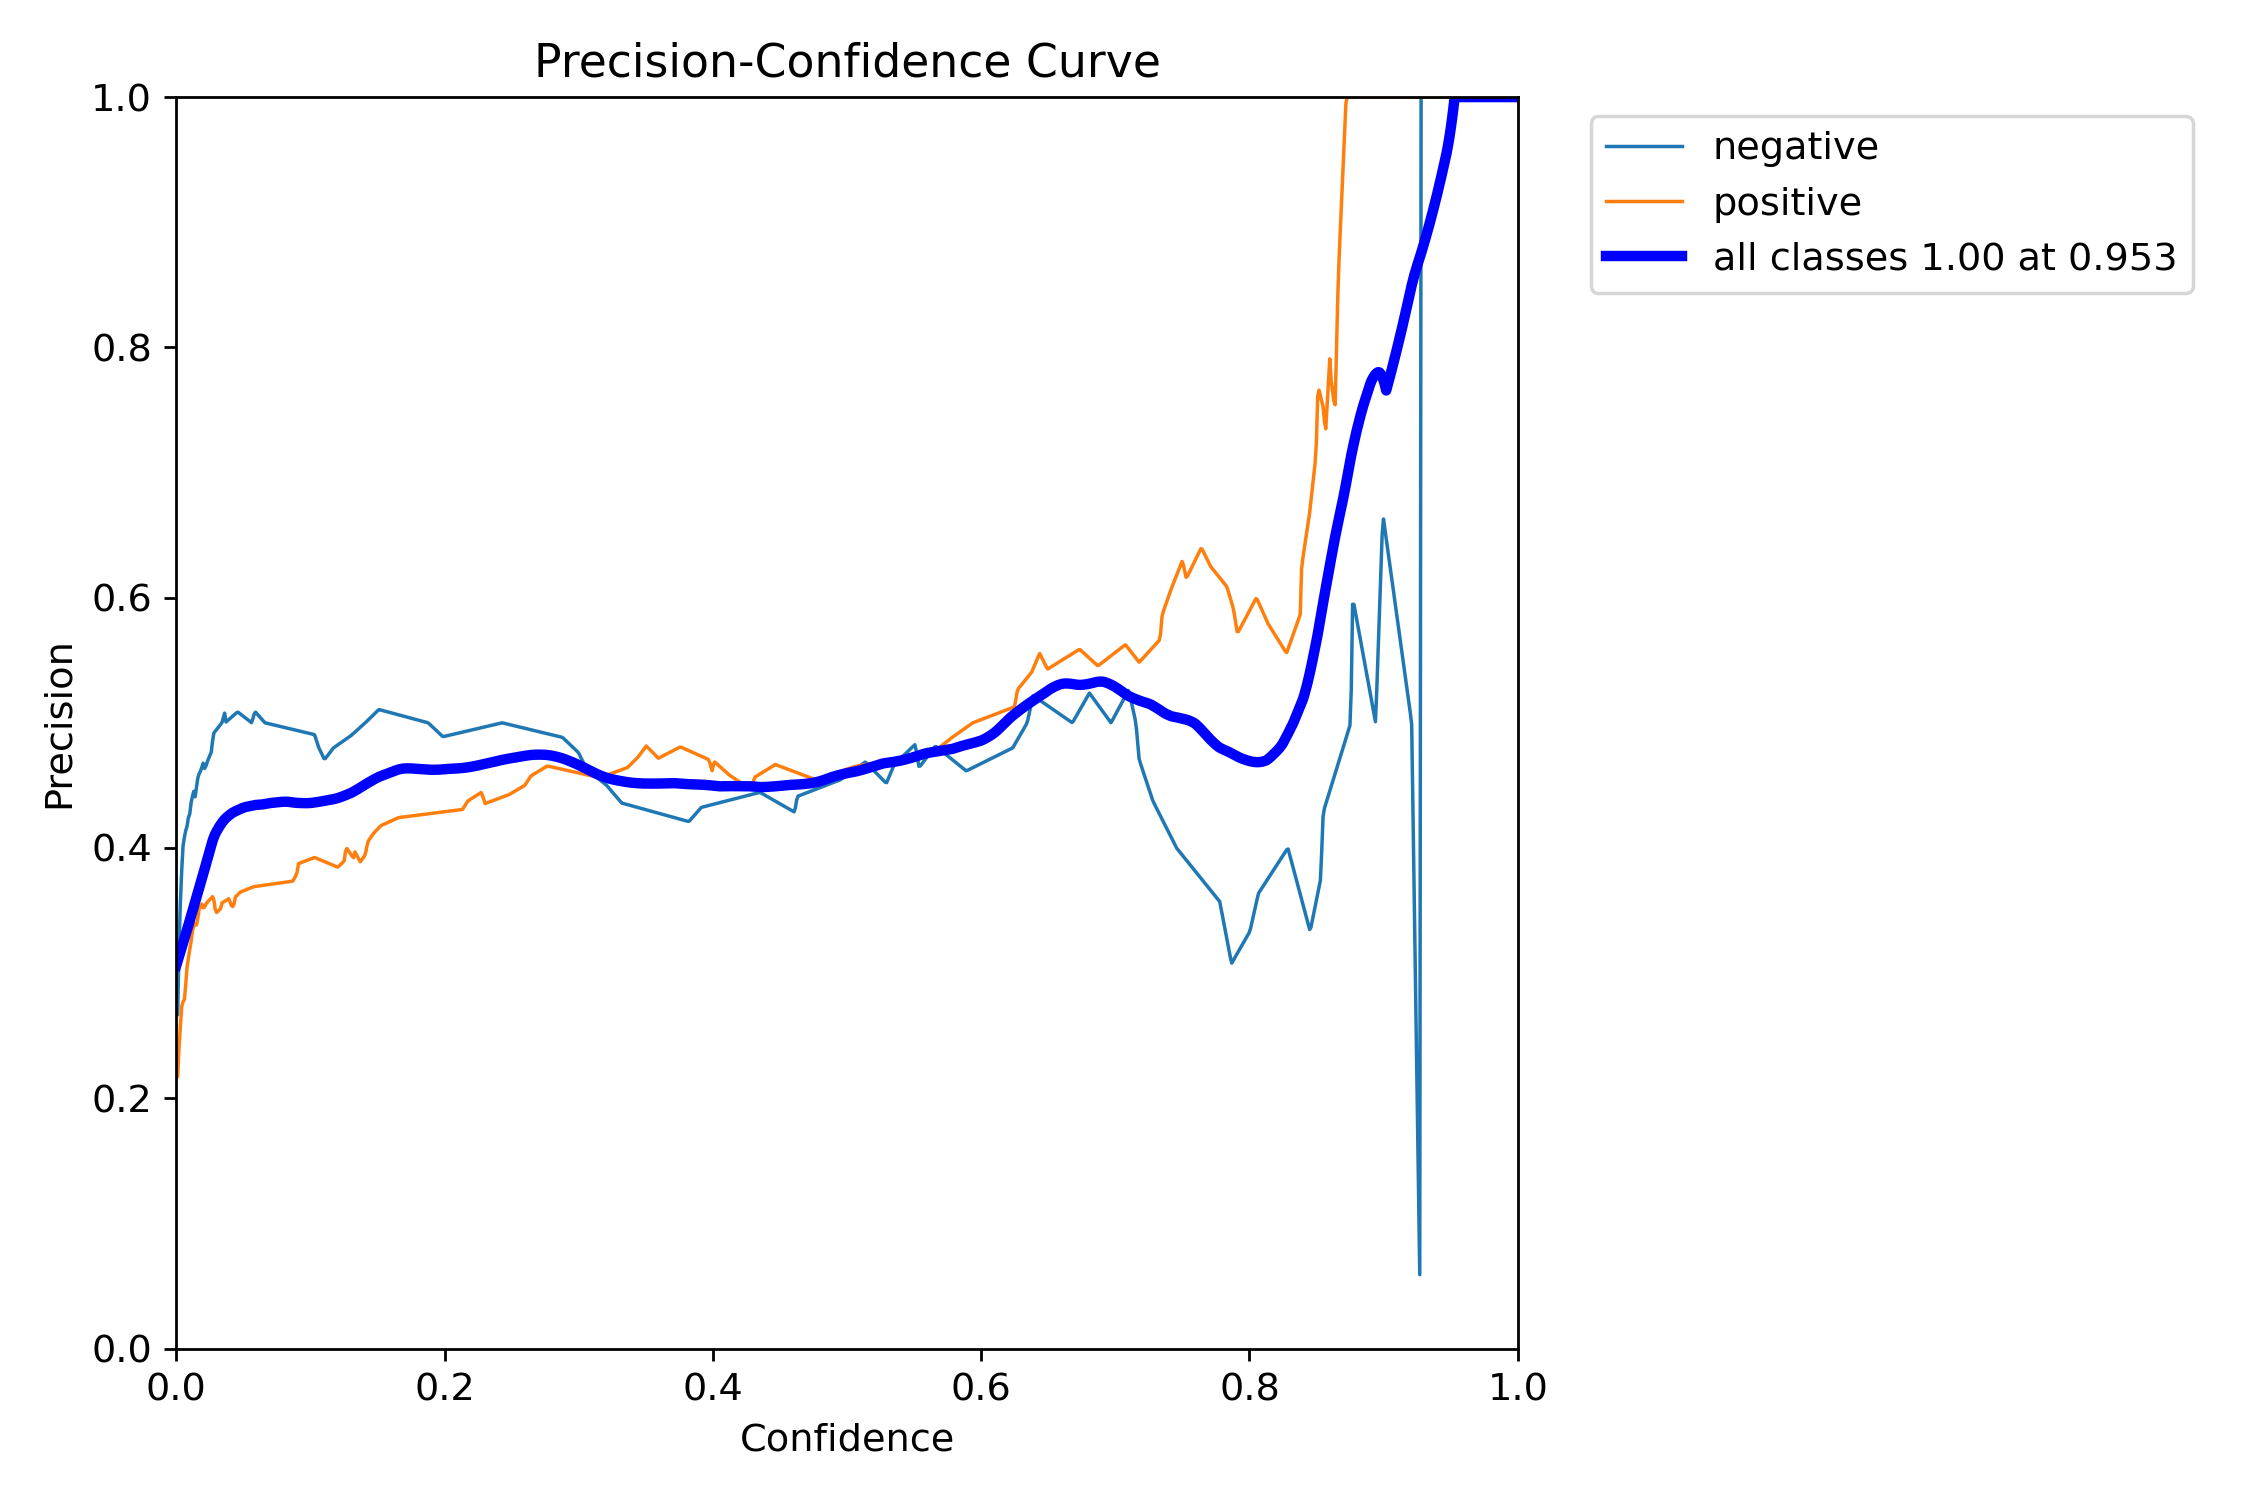 Precision-Confidence Curve
1.0
0.8
0.6
0.4
0.2
0.0
Precision
0.0 0.2 0.4 0.6 0.8 1.0
Confidence
negative
positive
all classes 1.00 at 0.953